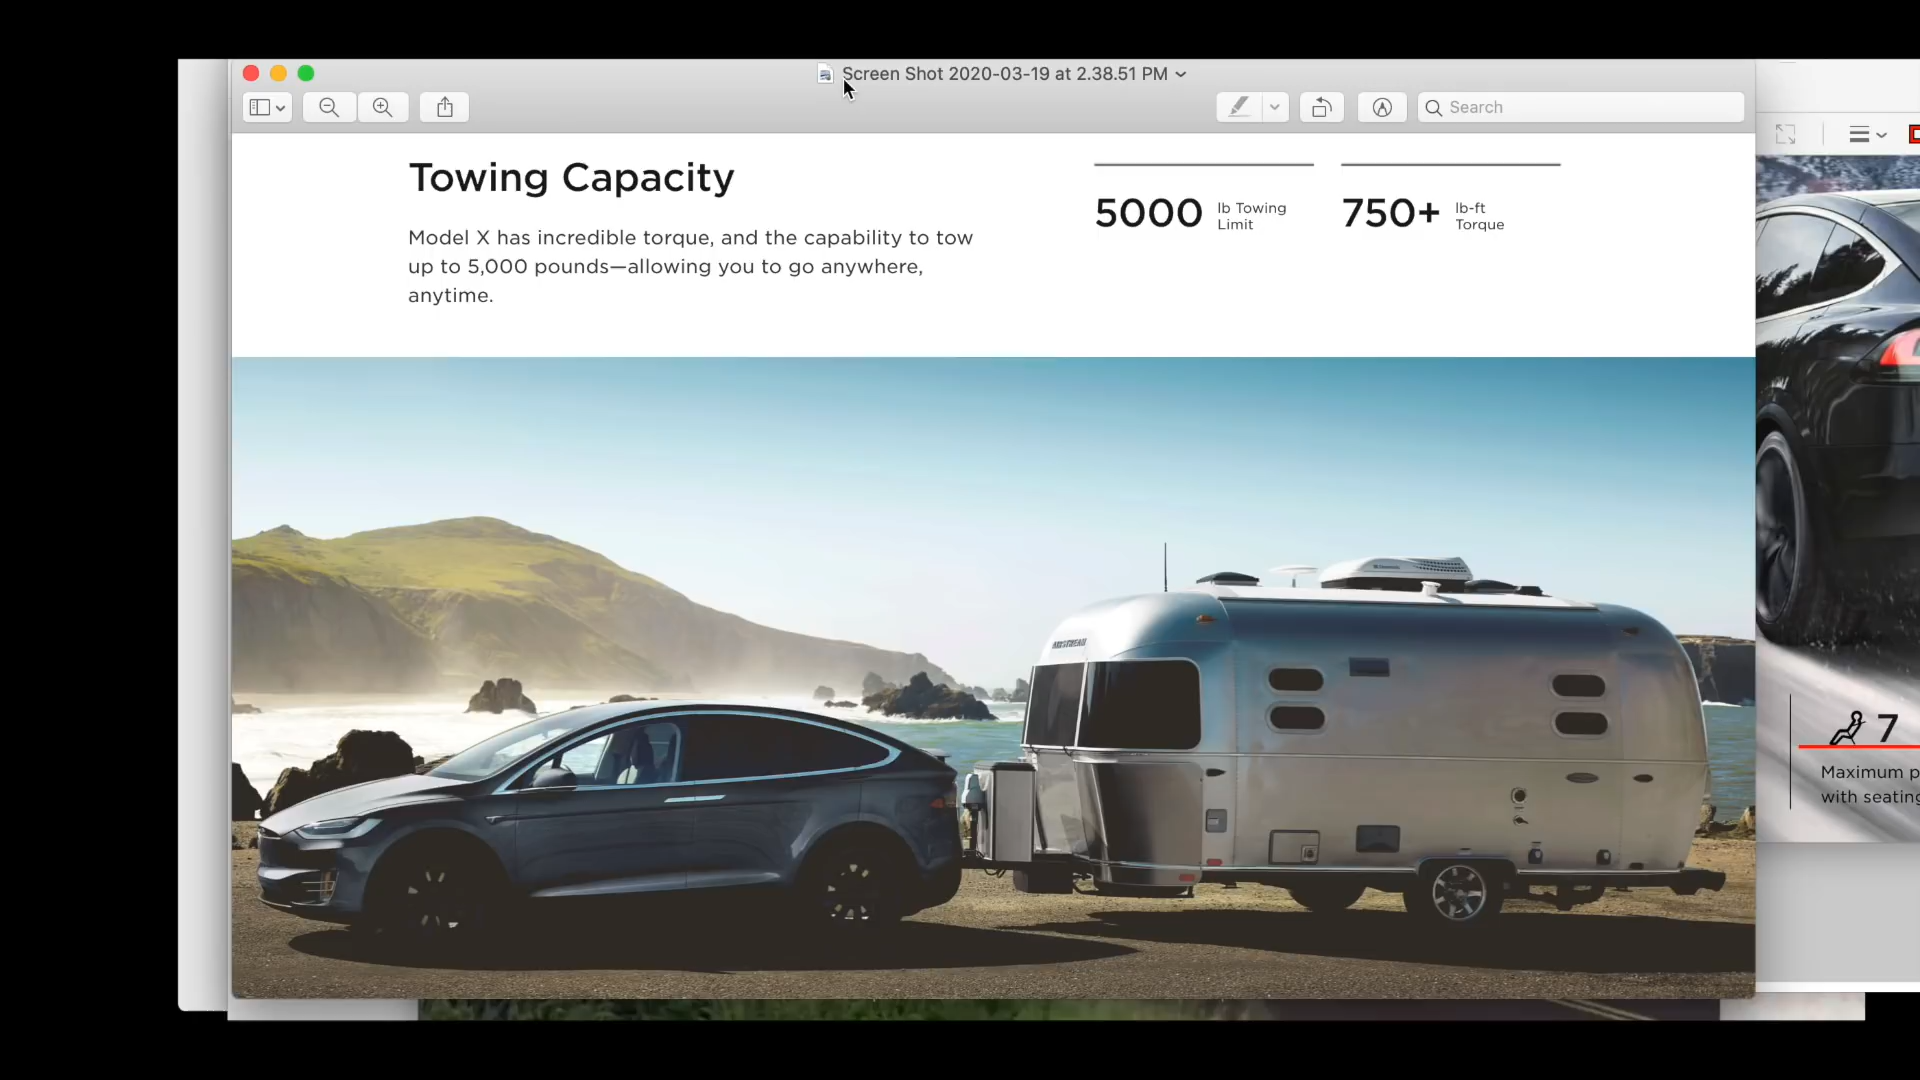 Screen Shot 2020-03-19 at 2.38.51 PM
Search
Towing Capacity
Model X has incredible torque, and the capability to tow
up to 5,000 pounds—allowing you to go anywhere,
anytime.
5000 lb Towing
Limit
750+ lb-ft
Torque
AIRSTREAM
7
Maximum p
with seating